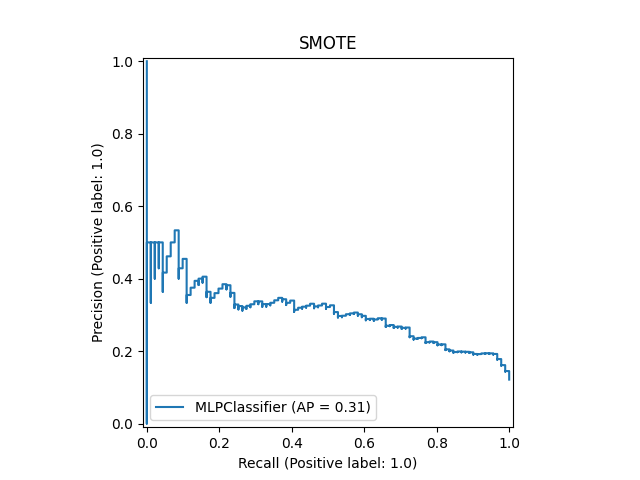 SMOTE
1.0
0.8
0.6
0.4
0.2
0.0
Precision (Positive label: 1.0)
MLPClassifier (AP = 0.31)
0.0 0.2 0.4 0.6 0.8 1.0
Recall (Positive label: 1.0)